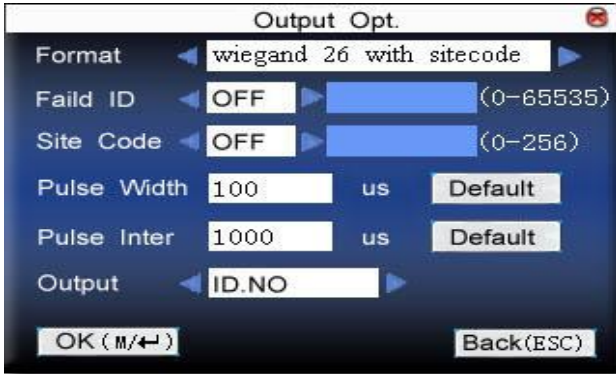 Output Opt.
Format wiegand 26 with sitecode
Faild ID OFF (0-65535)
Site Code OFF (0-256)
Pulse Width 100 us Default
Pulse Inter 1000 us Default
Output ID.NO
OK(M/↵) Back(ESC)